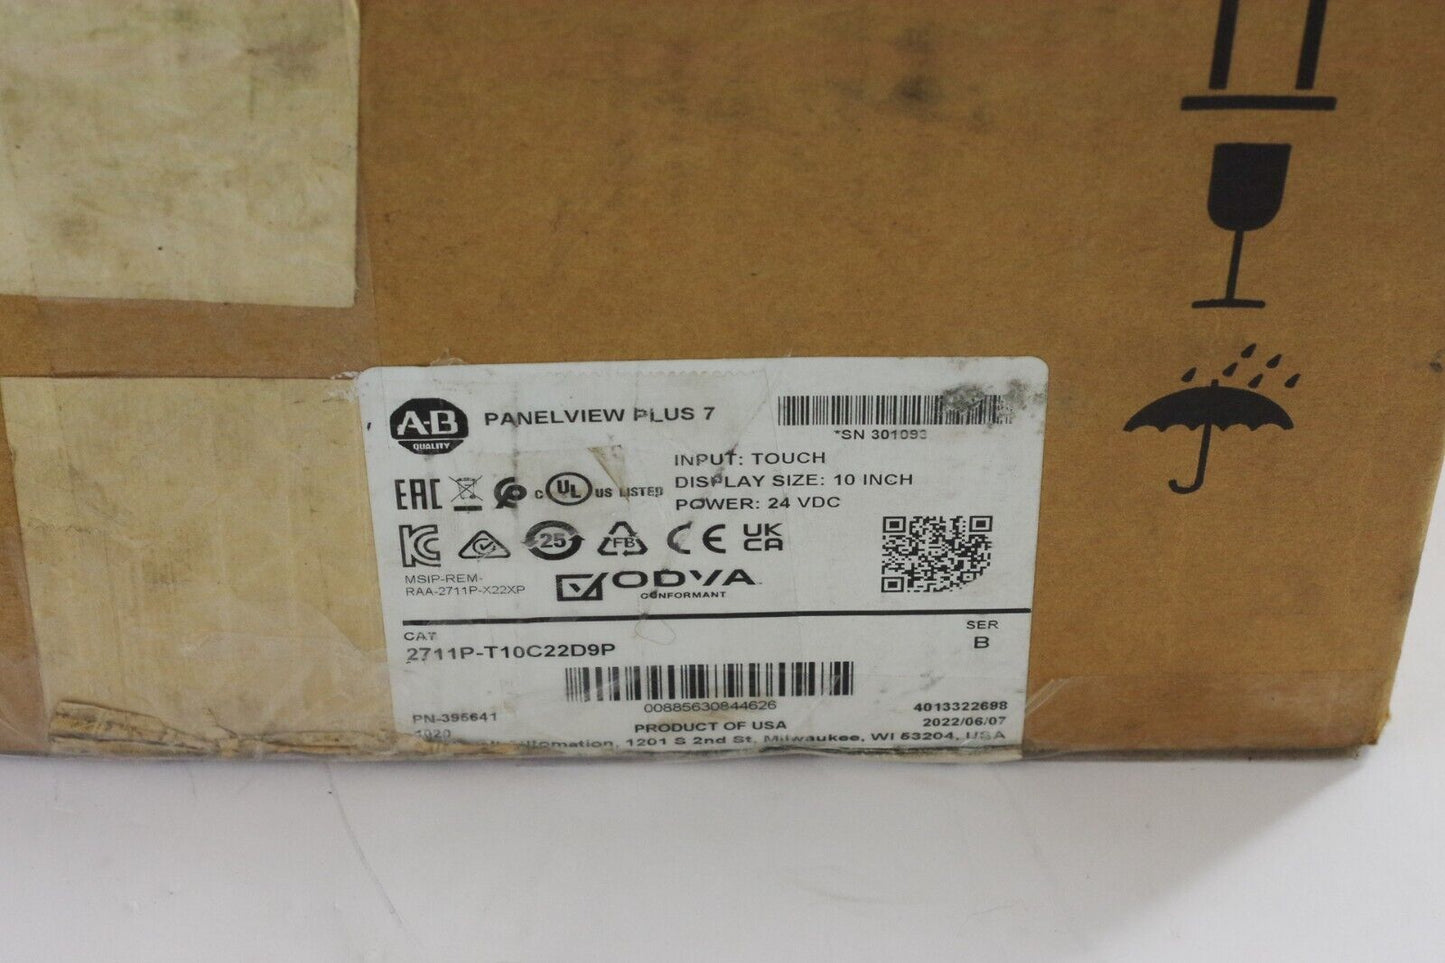 A-B
QUALITY
PANELVIEW PLUS 7
*SN 301093
INPUT: TOUCH
DISPLAY SIZE: 10 INCH
POWER: 24 VDC
EAC
C UL US LISTED
25
FB
CE
UK
CA
MSIP-REM-
RAA-2711P-X22XP
ODVA
CONFORMANT
CAT
2711P-T10C22D9P
SER
B
00885630844626
PN-395641
4013322698
PRODUCT OF USA
2022/06/07
1201 S 2nd St, Milwaukee, WI 53204, USA